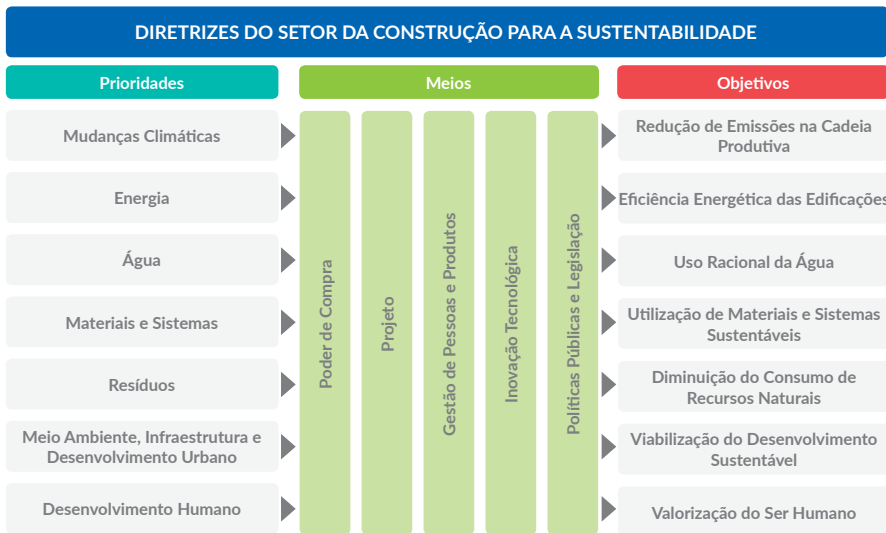 DIRETRIZES DO SETOR DA CONSTRUÇÃO PARA A SUSTENTABILIDADE
Prioridades
Meios
Objetivos
Mudanças Climáticas
Energia
Água
Materiais e Sistemas
Resíduos
Meio Ambiente, Infraestrutura e
Desenvolvimento Urbano
Desenvolvimento Humano
Poder de Compra
Projeto
Gestão de Pessoas e Produtos
Inovação Tecnológica
Políticas Públicas e Legislação
Redução de Emissões na Cadeia
Produtiva
Eficiência Energética das Edificações
Uso Racional da Água
Utilização de Materiais e Sistemas
Sustentáveis
Diminuição do Consumo de
Recursos Naturais
Viabilização do Desenvolvimento
Sustentável
Valorização do Ser Humano